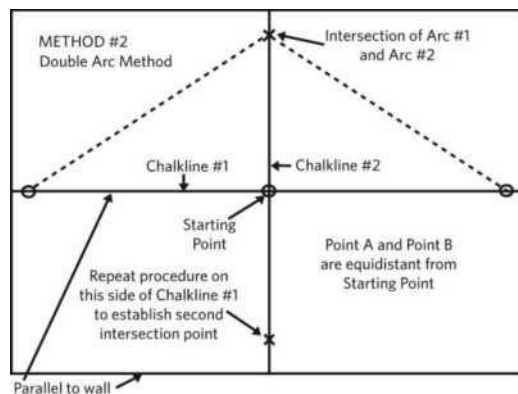 METHOD #2
Double Arc Method
Intersection of Arc #1
and Arc #2
Chalkline #1
Chalkline #2
Starting
Point
Point A and Point B
are equidistant from
Starting Point
Repeat procedure on
this side of Chalkline #1
to establish second
intersection point
Parallel to wall